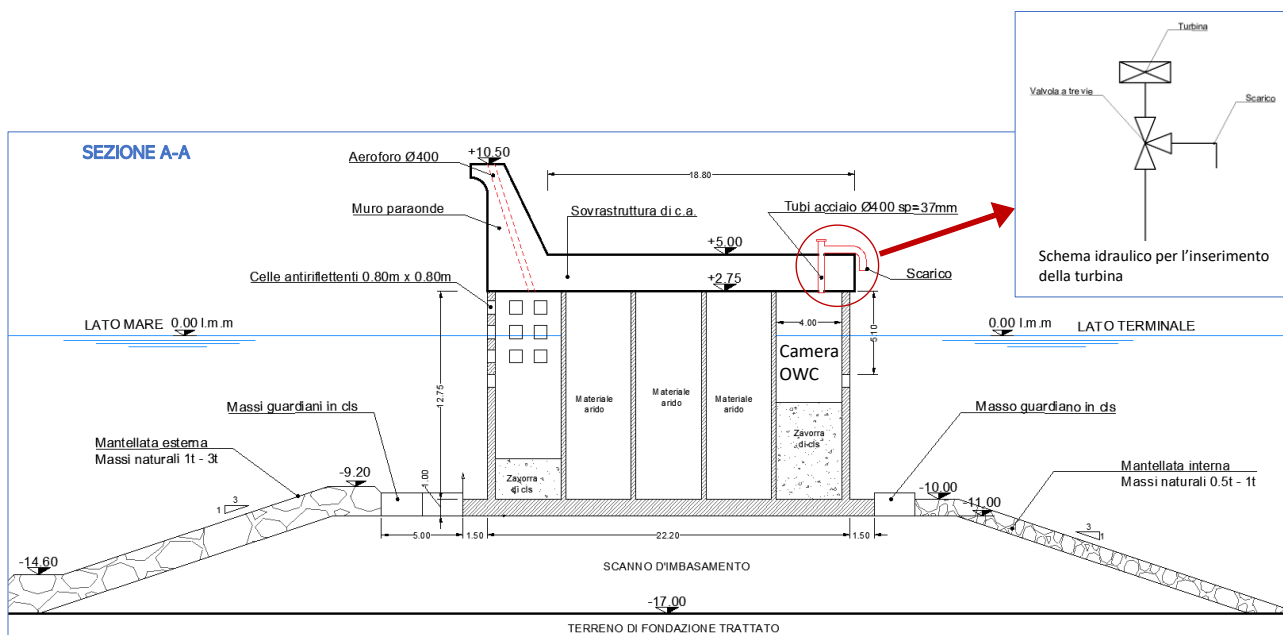 Turbina
Valvola a tre vie
Scarico
Schema idraulico per l'inserimento
della turbina
SEZIONE A-A
Aeroforo Ø400
+10.50
18.80
Muro paraonde
Sovrastruttura di c.a.
Tubi acciaio Ø400 sp=37mm
+5.00
Scarico
Celle antiriflettenti 0.80m x 0.80m
+2.75
LATO MARE
0.00 l.m.m
4.00
510
0.00 l.m.m
LATO TERMINALE
Camera
OWC
12.75
Materiale
arido
Materiale
arido
Materiale
arido
Massi guardiani in cls
Masso guardiano in cls
Zavorra
di cls
Mantellata esterna
Massi naturali 1t - 3t
-9.20
1.00
Zavorra
di cls
Mantellata interna
Massi naturali 0.5t - 1t
-10.00
-11.00
3
1
3
1
5.00
1.50
22.20
1.50
-14.60
SCANNO D'IMBASAMENTO
-17.00
TERRENO DI FONDAZIONE TRATTATO